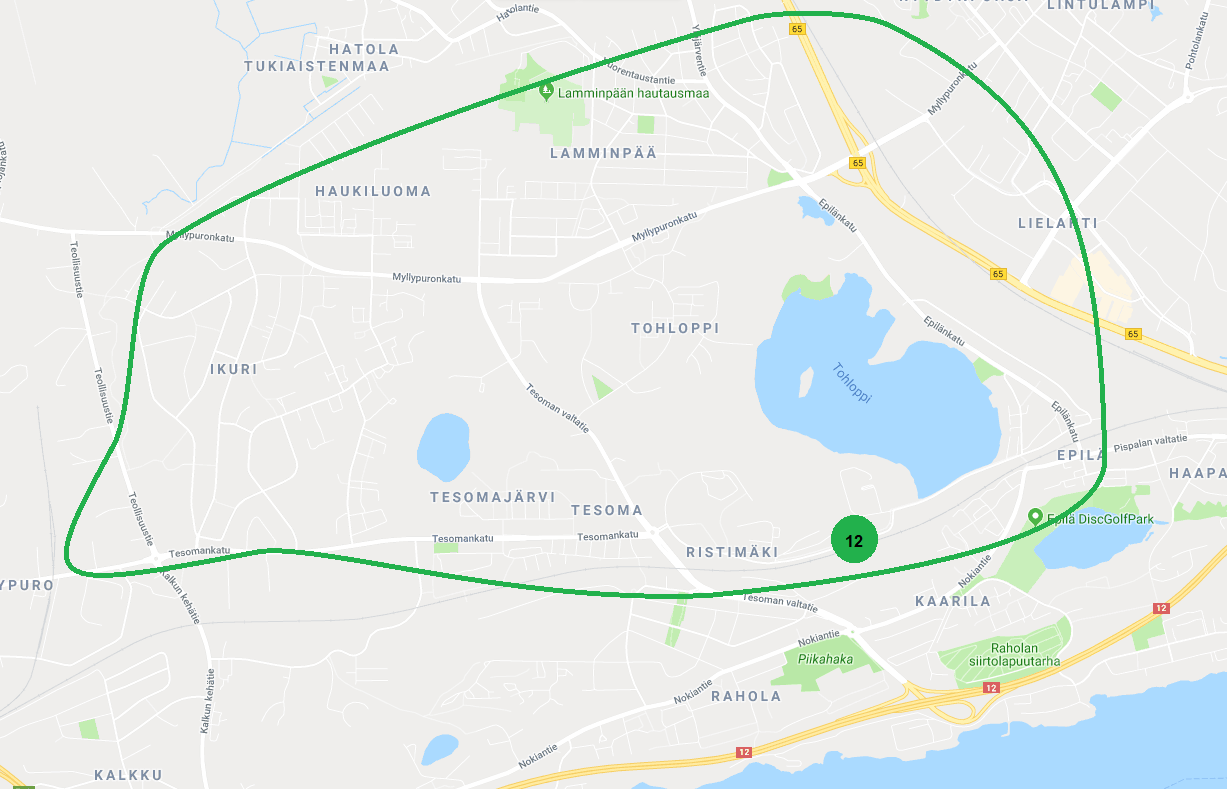 LINTULAMPI
Hatolantie
65
Ylöjärventie
Pohtolankatu
HATOLA
TUKIAISTENMAA
Vuorentaustantie
Lamminpään hautausmaa
Myllypuronkatu
LAMMINPÄÄ
65
HAUKILUOMA
Epilänkatu
Myllypuronkatu
LIELAHTI
Myllypuronkatu
Teollisuustie
Myllypuronkatu
65
TOHLOPPI
Epilänkatu
65
IKURI
Tohloppi
Teollisuustie
Tesoman valtatie
Epilänkatu
Pispalan valtatie
EPILÄ
HAAPA
TESOMAJÄRVI
TESOMA
Teollisuustie
Epilä DiscGolfPark
Tesomankatu
Tesomankatu
12
Tesomankatu
RISTIMÄKI
YPURO
Kalkun kehätie
Nokiantie
Tesoman valtatie
KAARILA
12
Nokiantie
Piikahaka
Raholan
siirtolapuutarha
Kalkun kehätie
Nokiantie
RAHOLA
12
Nokiantie
12
KALKKU